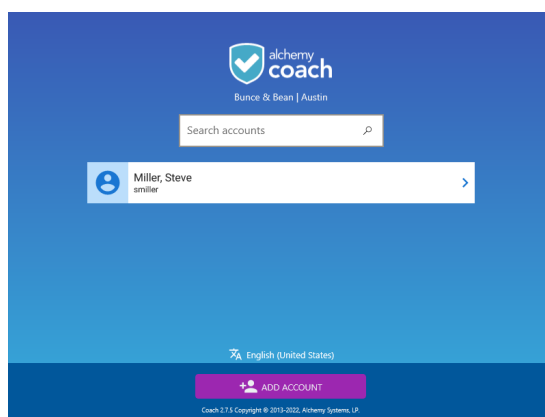 alchemy
coach
Bunce & Bean | Austin
Search accounts
Miller, Steve
smiller
English (United States)
ADD ACCOUNT
Coach 2.7.5 Copyright © 2013-2022, Alchemy Systems, LP.